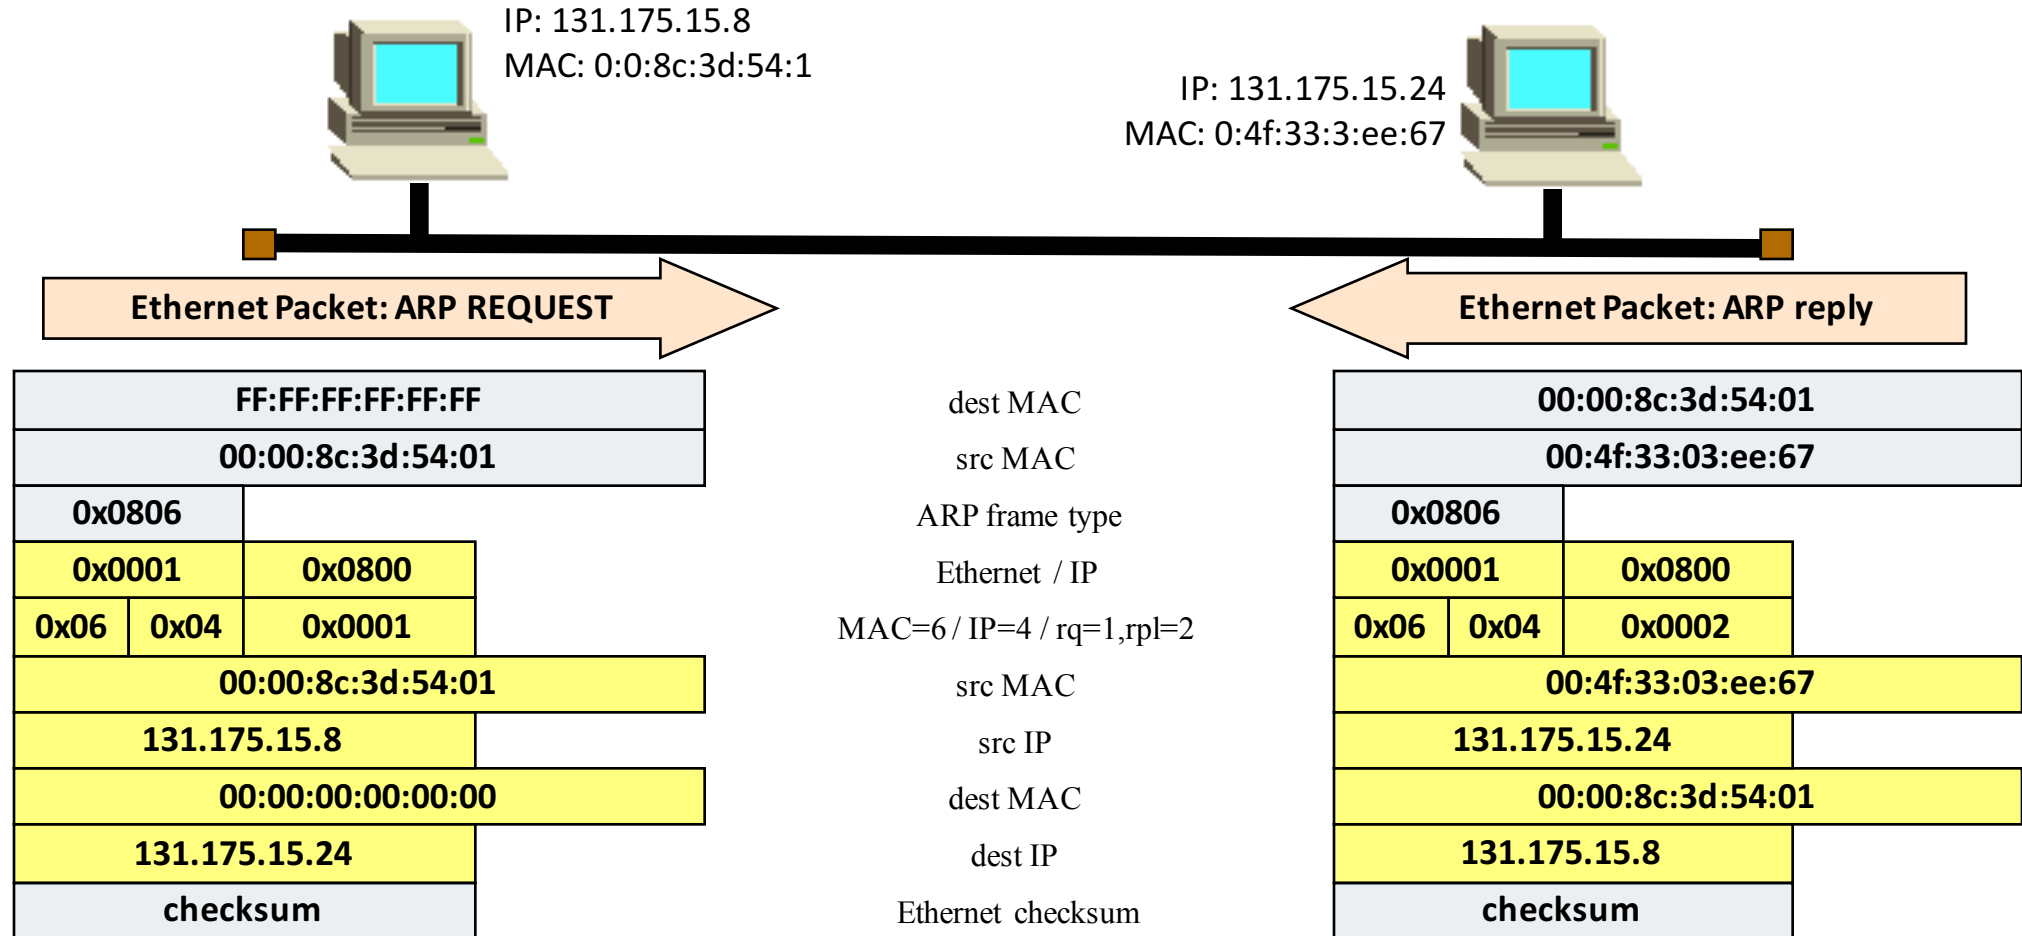 IP: 131.175.15.8
MAC: 0:0:8c:3d:54:1
IP: 131.175.15.24
MAC: 0:4f:33:3:ee:67
Ethernet Packet: ARP REQUEST
Ethernet Packet: ARP reply
FF:FF:FF:FF:FF:FF dest MAC 00:00:8c:3d:54:01
00:00:8c:3d:54:01 src MAC 00:4f:33:03:ee:67
0x0806 ARP frame type 0x0806
0x0001 0x0800 Ethernet / IP 0x0001 0x0800
0x06 0x04 0x0001 MAC=6 / IP=4 / rq=1,rpl=2 0x06 0x04 0x0002
00:00:8c:3d:54:01 src MAC 00:4f:33:03:ee:67
131.175.15.8 src IP 131.175.15.24
00:00:00:00:00:00 dest MAC 00:00:8c:3d:54:01
131.175.15.24 dest IP 131.175.15.8
checksum Ethernet checksum checksum